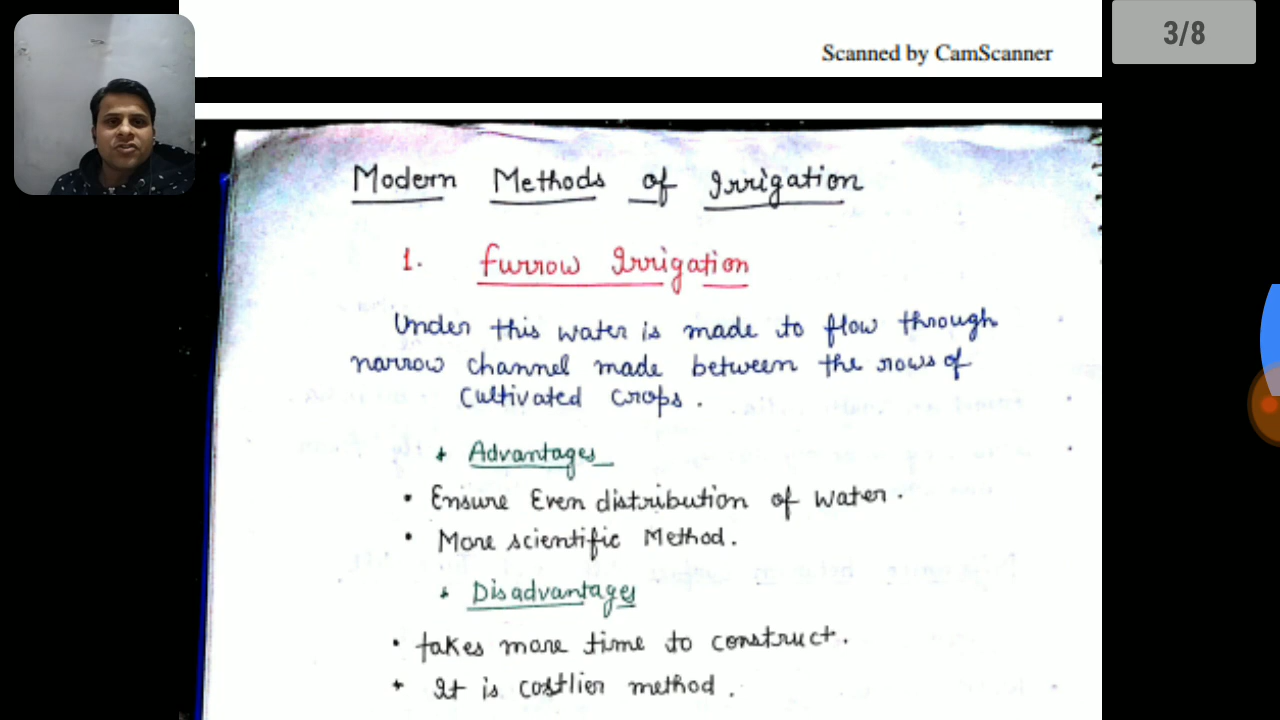 3/8
Scanned by CamScanner
Modern Methods of Irrigation
1. Furrow Irrigation
Under this water is made to flow through
narrow channel made between the rows of
Cultivated Crops.
Advantages
• Ensure Even distribution of water.
• More scientific Method.
Disadvantages
• takes more time to construct.
• It is costlier method.